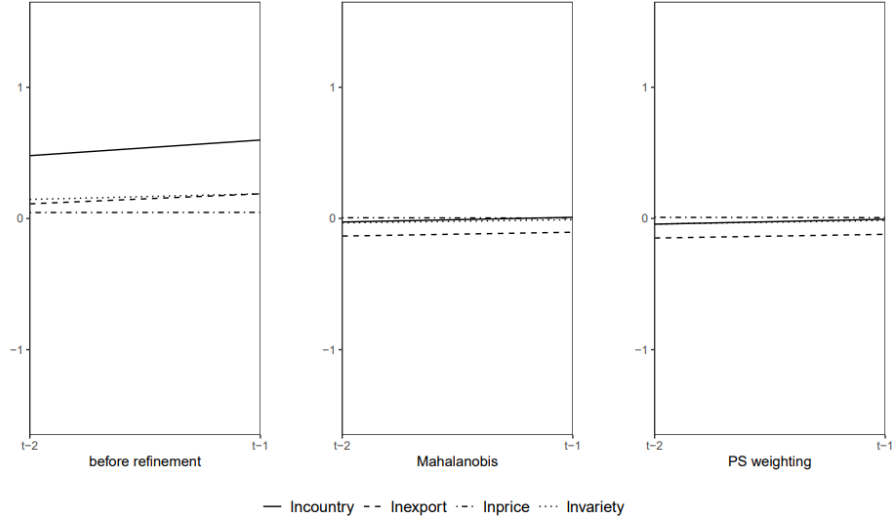 1
0
−1
t−2
t−1
before refinement
1
0
−1
t−2
t−1
Mahalanobis
1
0
−1
t−2
t−1
PS weighting
lncountry
lnexport
lnprice
lnvariety